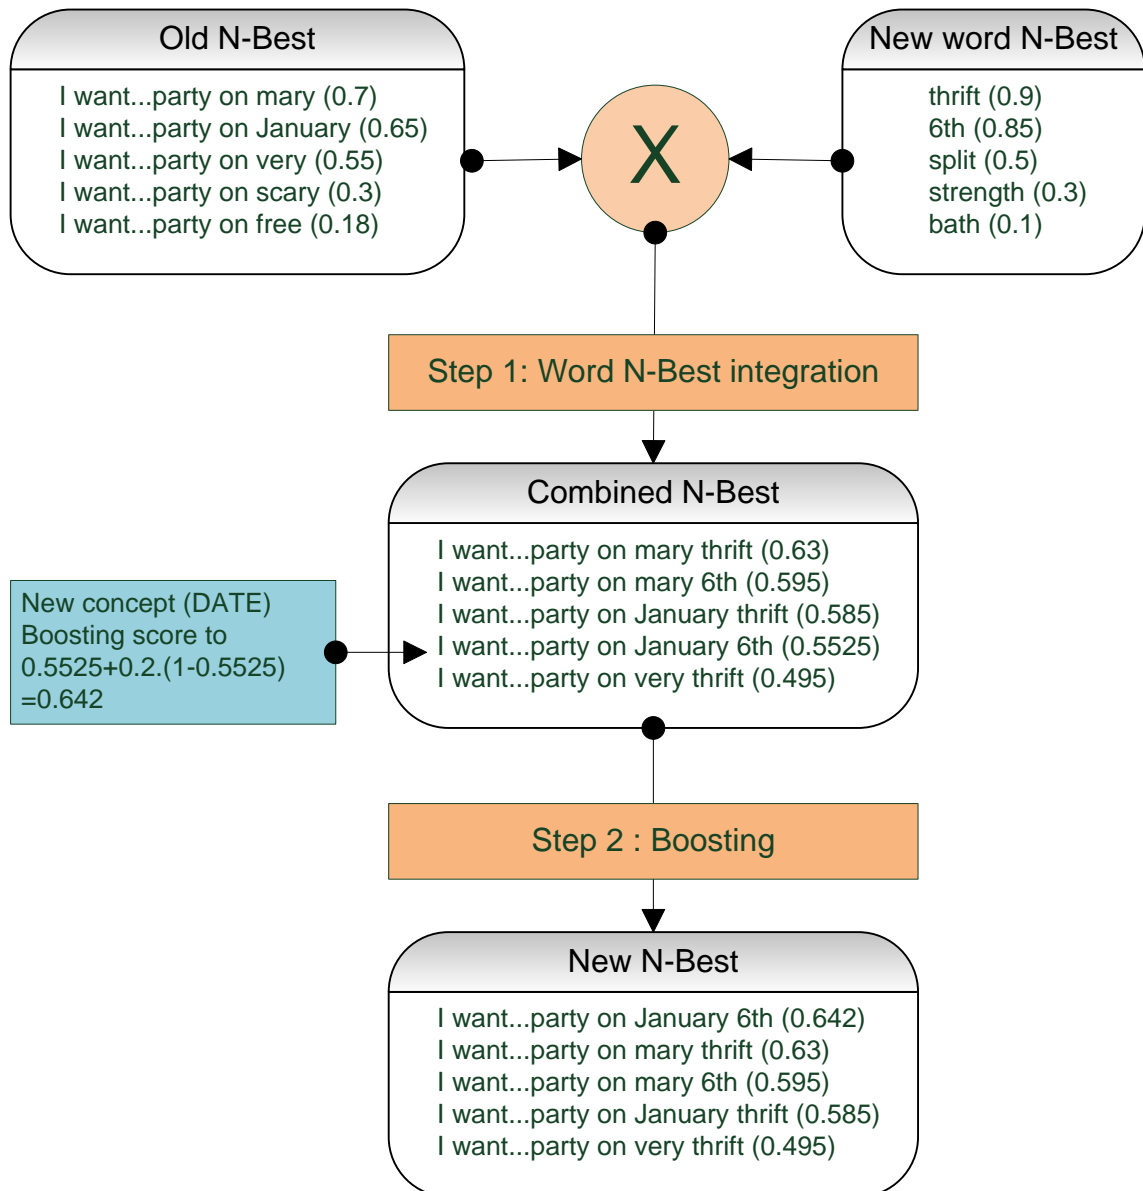 Old N-Best
I want...party on mary (0.7)
I want...party on January (0.65)
I want...party on very (0.55)
I want...party on scary (0.3)
I want...party on free (0.18)
X
New word N-Best
thrift (0.9)
6th (0.85)
split (0.5)
strength (0.3)
bath (0.1)
Step 1: Word N-Best integration
Combined N-Best
I want...party on mary thrift (0.63)
I want...party on mary 6th (0.595)
I want...party on January thrift (0.585)
I want...party on January 6th (0.5525)
I want...party on very thrift (0.495)
New concept (DATE)
Boosting score to
0.5525+0.2.(1-0.5525)
=0.642
Step 2 : Boosting
New N-Best
I want...party on January 6th (0.642)
I want...party on mary thrift (0.63)
I want...party on mary 6th (0.595)
I want...party on January thrift (0.585)
I want...party on very thrift (0.495)